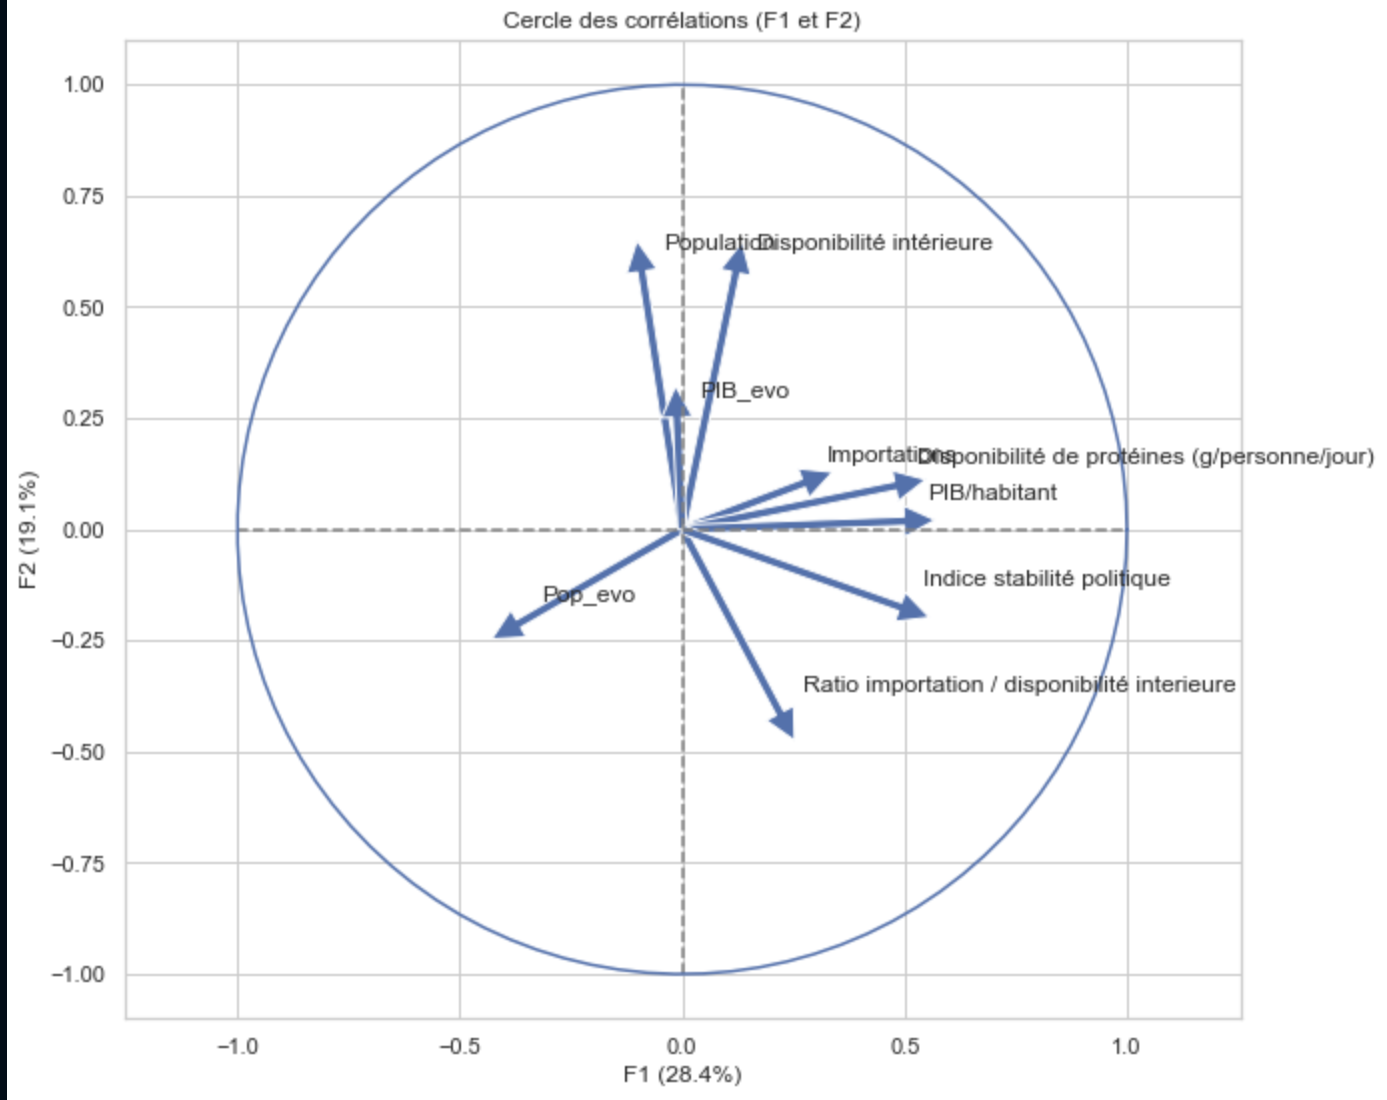 Cercle des corrélations (F1 et F2)
1.00
0.75
Population
Disponibilité intérieure
0.50
PIB_evo
0.25
Importations
Disponibilité de protéines (g/personne/jour)
PIB/habitant
0.00
F2 (19.1%)
Indice stabilité politique
Pop_evo
−0.25
Ratio importation / disponibilité interieure
−0.50
−0.75
−1.00
−1.0 −0.5 0.0 0.5 1.0
F1 (28.4%)